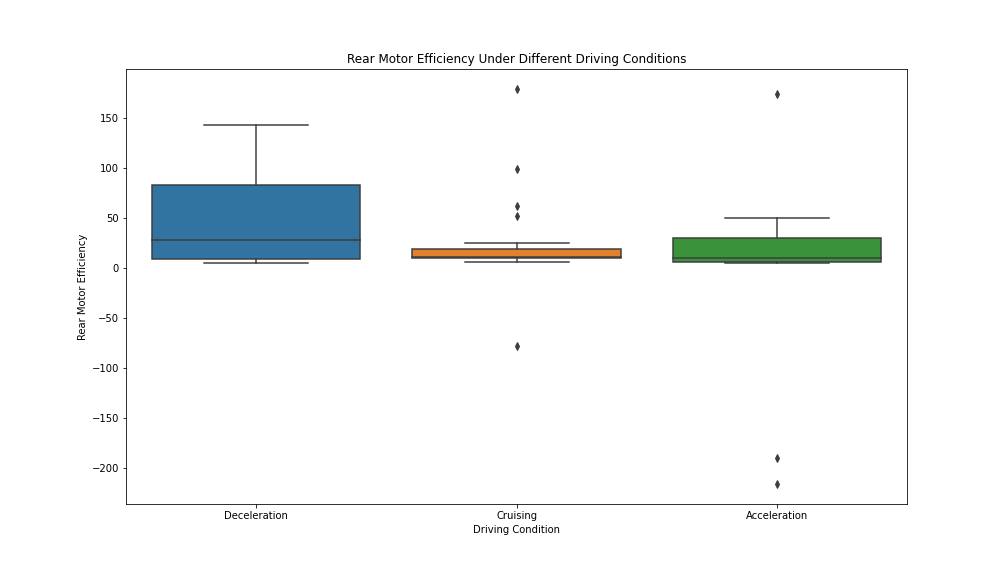 Rear Motor Efficiency Under Different Driving Conditions
Rear Motor Efficiency
150
100
50
0
−50
−100
−150
−200
Deceleration
Cruising
Acceleration
Driving Condition